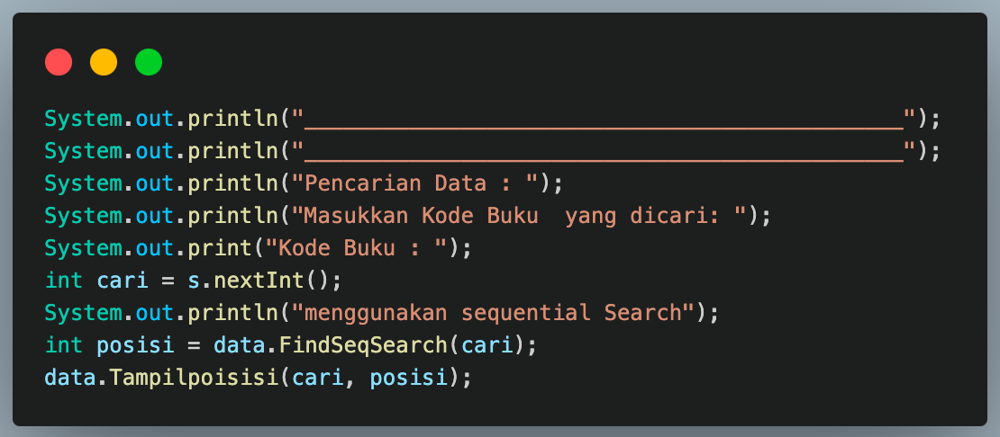 System.out.println("______________________________________________");
System.out.println("______________________________________________");
System.out.println("Pencarian Data : ");
System.out.println("Masukkan Kode Buku  yang dicari: ");
System.out.print("Kode Buku : ");
int cari = s.nextInt();
System.out.println("menggunakan sequential Search");
int posisi = data.FindSeqSearch(cari);
data.Tampilpoisisi(cari, posisi);